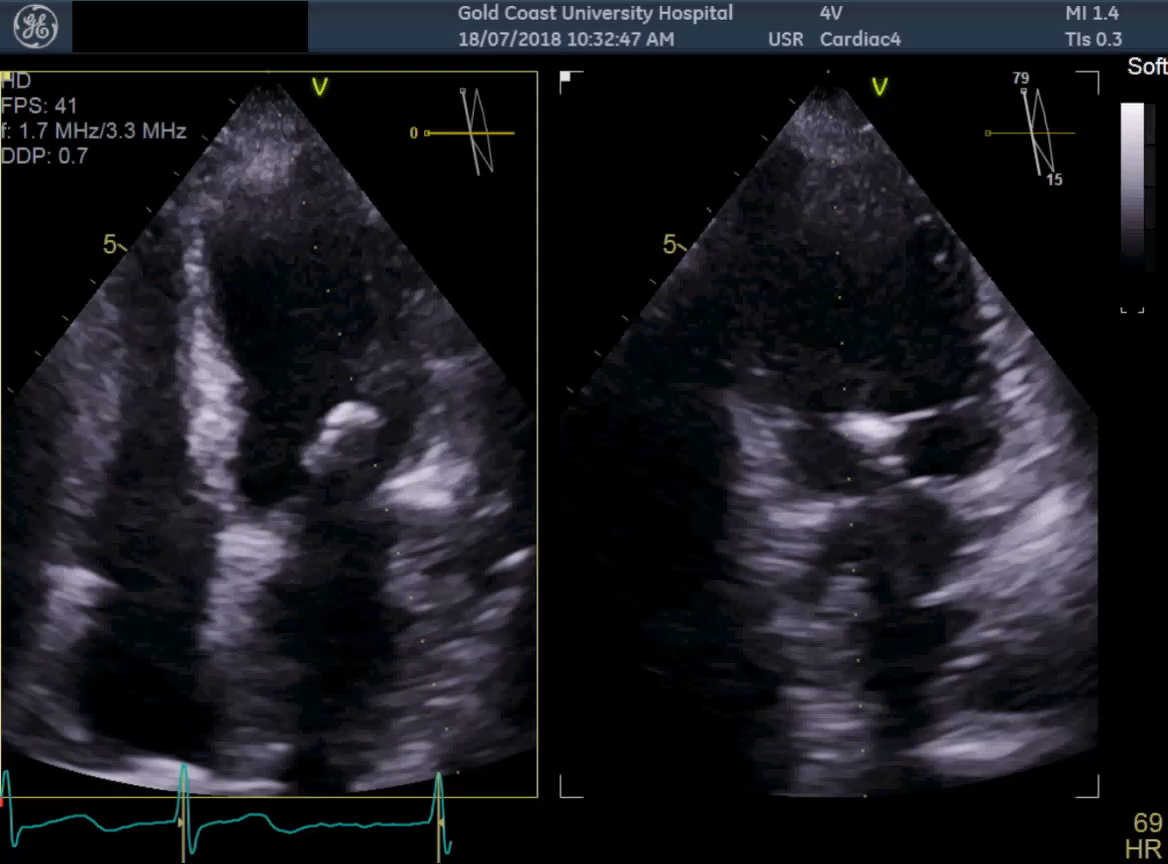 Gold Coast University Hospital 4V MI 1.4
18/07/2018 10:32:47 AM USR Cardiac4 TIs 0.3
HD
FPS: 41
f: 1.7 MHz/3.3 MHz
DDP: 0.7
V
0
5
V
79
15
5
Soft
69
HR